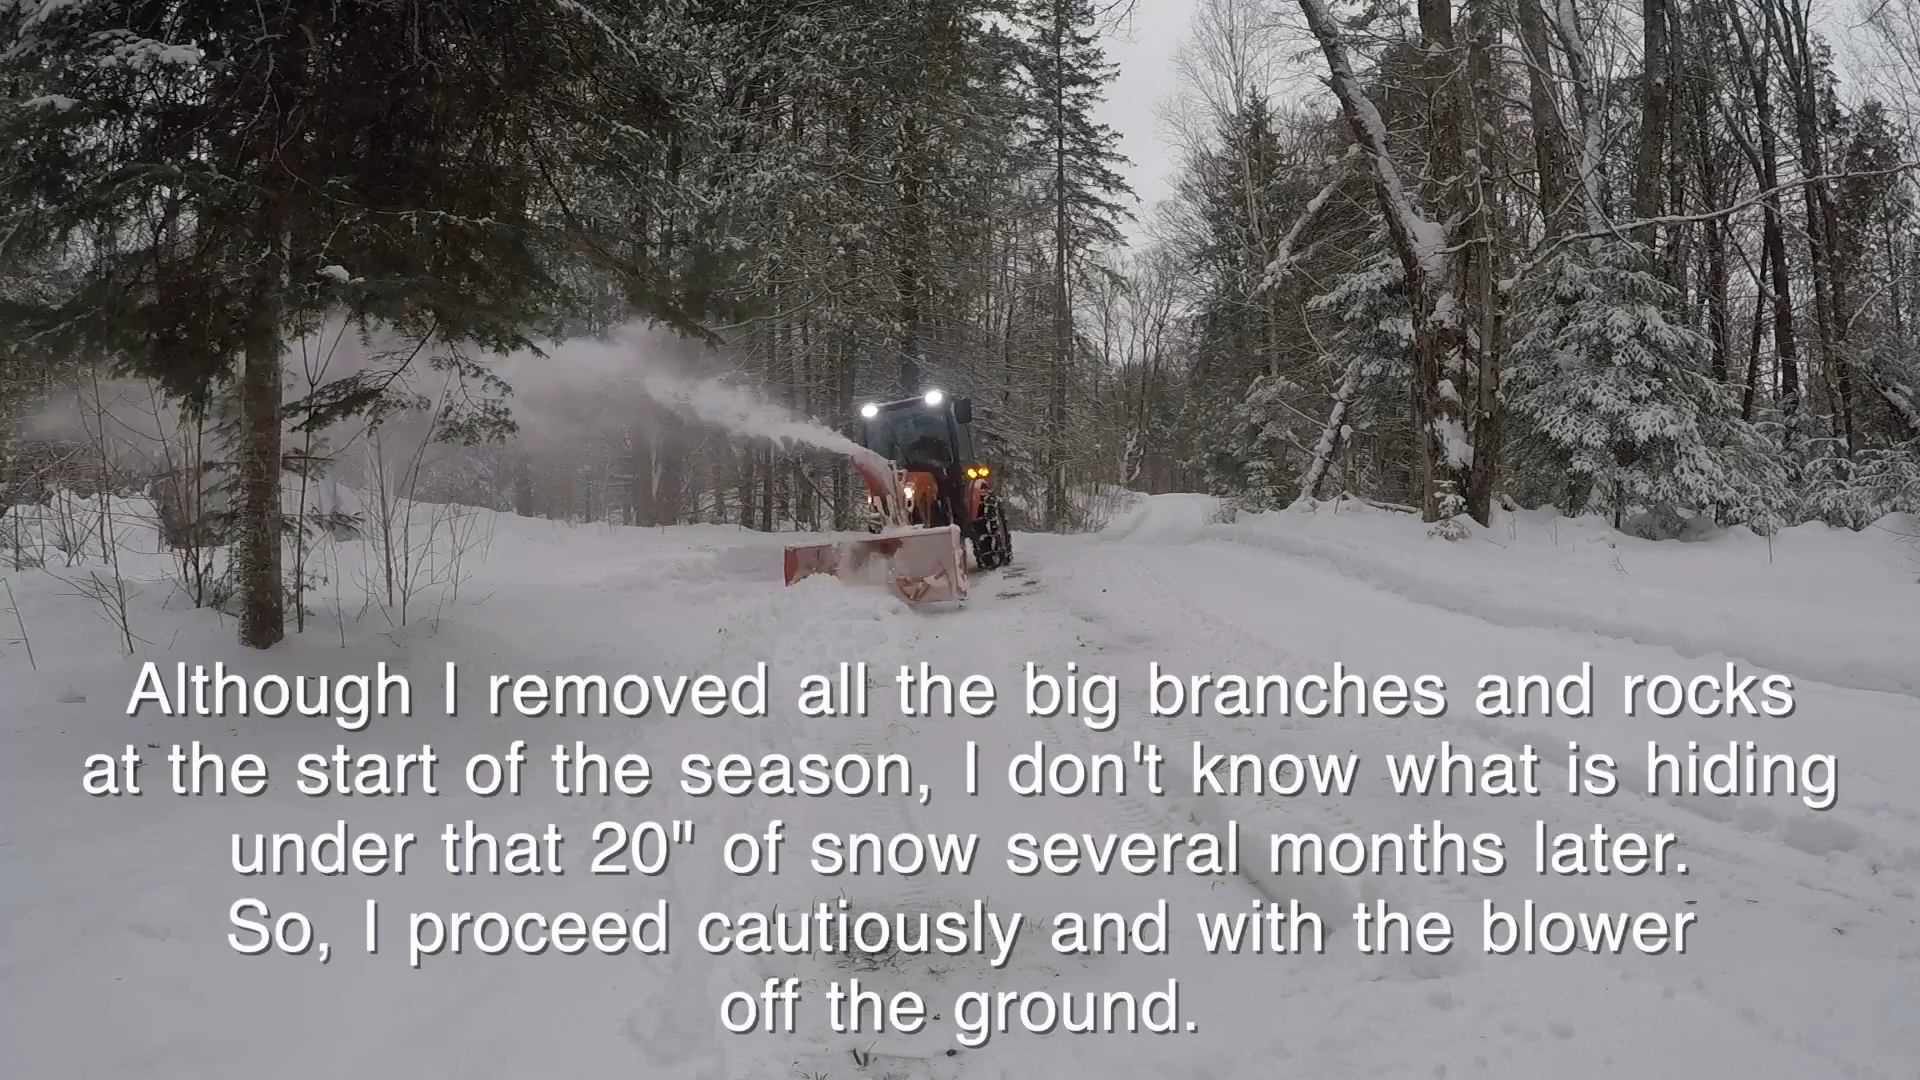 Although I removed all the big branches and rocks
at the start of the season, I don't know what is hiding
under that 20" of snow several months later.
So, I proceed cautiously and with the blower
off the ground.